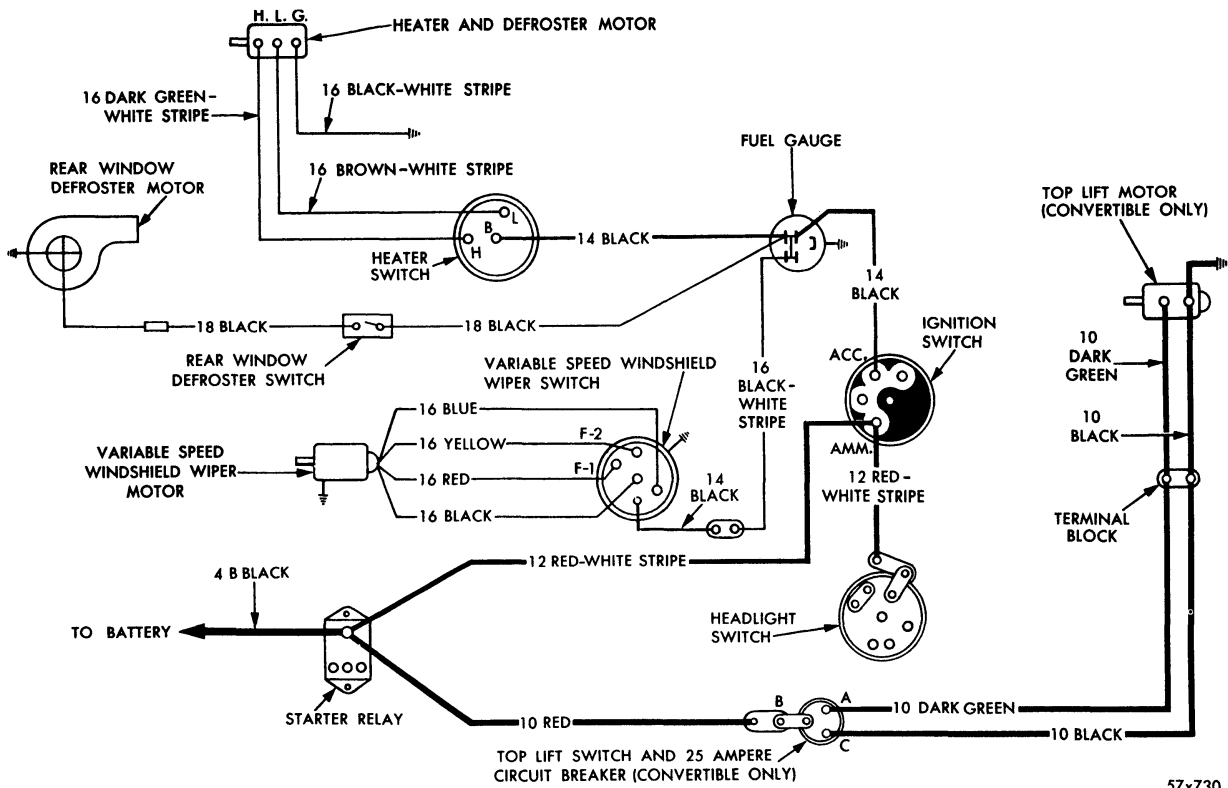 H. L. G.
HEATER AND DEFROSTER MOTOR
16 DARK GREEN-
WHITE STRIPE
16 BLACK-WHITE STRIPE
FUEL GAUGE
REAR WINDOW
DEFROSTER MOTOR
16 BROWN-WHITE STRIPE
TOP LIFT MOTOR
(CONVERTIBLE ONLY)
L
B
H
14 BLACK
HEATER
SWITCH
14
BLACK
18 BLACK
18 BLACK
IGNITION
SWITCH
REAR WINDOW
DEFROSTER SWITCH
VARIABLE SPEED WINDSHIELD
WIPER SWITCH
ACC.
10
DARK
GREEN
16
BLACK-
WHITE
STRIPE
16 BLUE
16 YELLOW
F-2
10
BLACK
AMM.
VARIABLE SPEED
WINDSHIELD WIPER
MOTOR
16 RED
F-1
14
BLACK
12 RED-
WHITE STRIPE
16 BLACK
TERMINAL
BLOCK
12 RED-WHITE STRIPE
4 B BLACK
TO BATTERY
HEADLIGHT
SWITCH
STARTER RELAY
10 RED
B
A
C
10 DARK GREEN
10 BLACK
TOP LIFT SWITCH AND 25 AMPERE
CIRCUIT BREAKER (CONVERTIBLE ONLY)
57x730